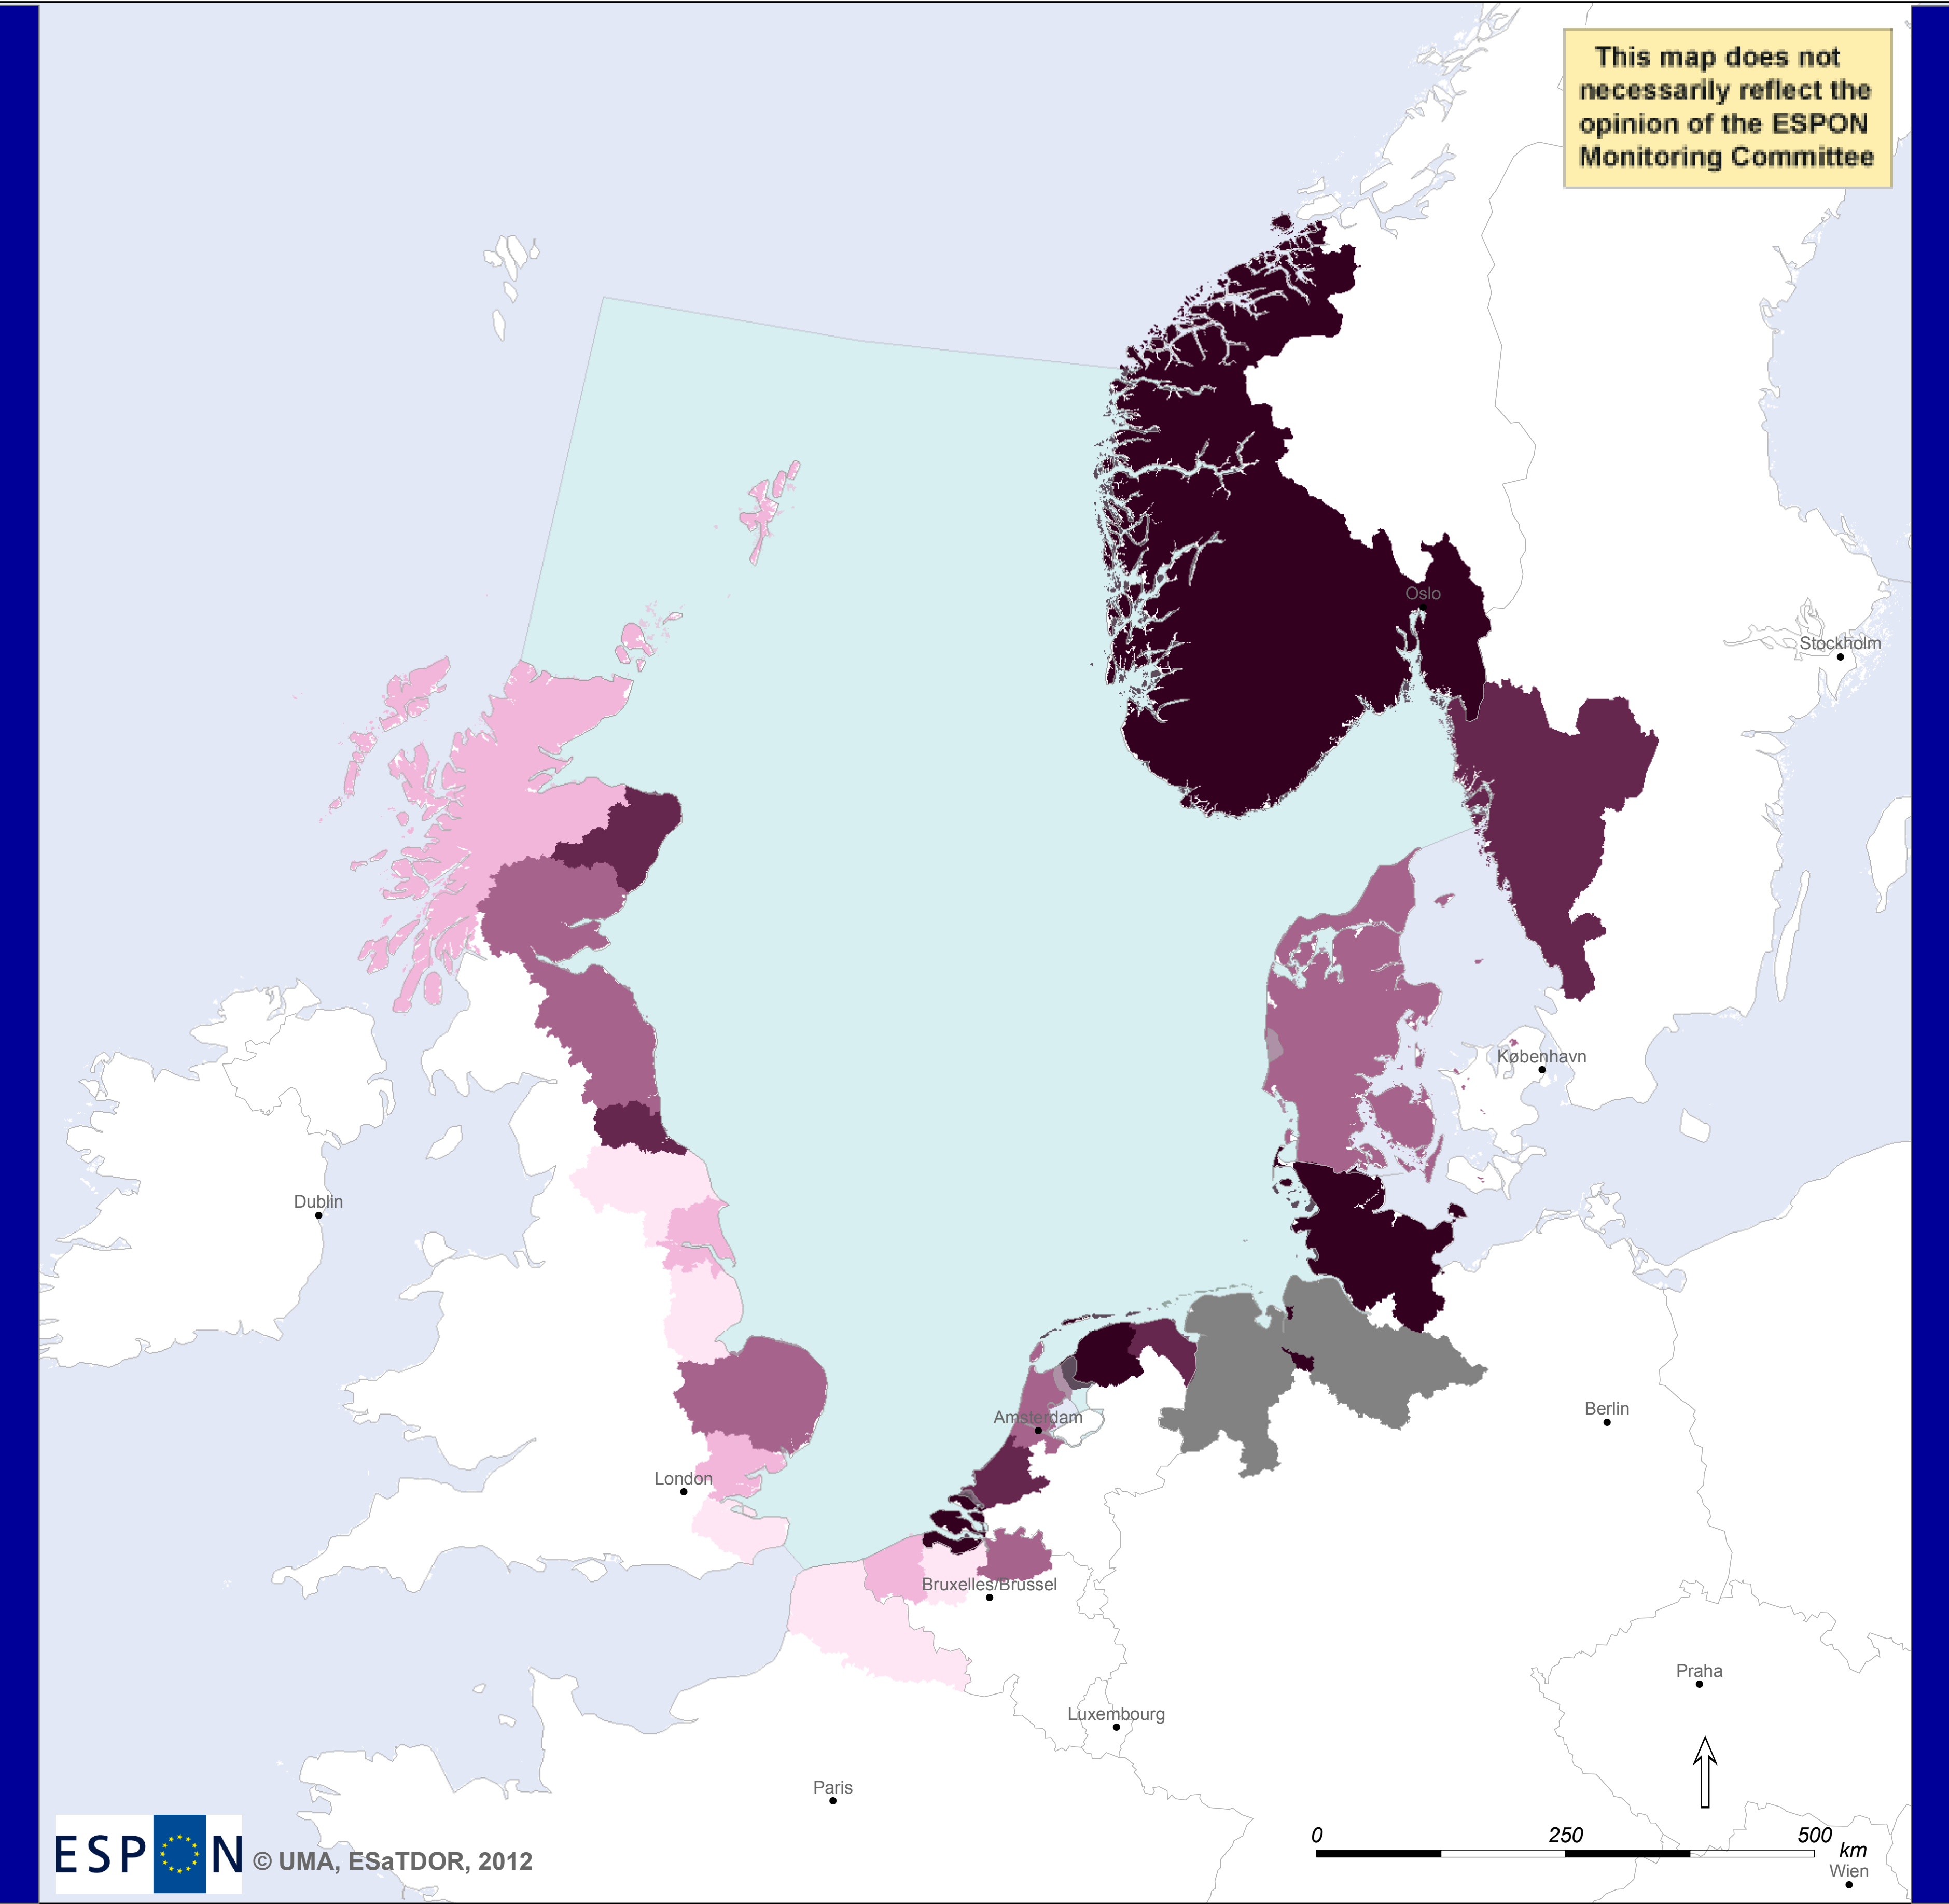 This map does not
necessarily reflect the
opinion of the ESPON
Monitoring Committee
Oslo
Stockholm
København
Dublin
Berlin
Amsterdam
London
Bruxelles/Brussel
Praha
Luxembourg
Paris
0 250 500
km
Wien
ESPON © UMA, ESaTDOR, 2012